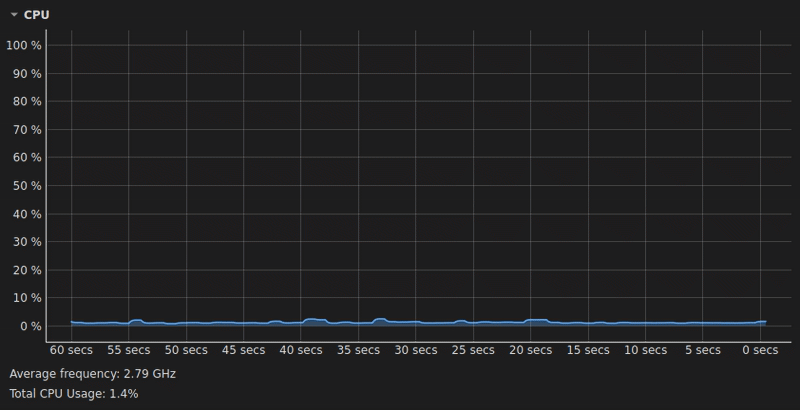 CPU
100 %
90 %
80 %
70 %
60 %
50 %
40 %
30 %
20 %
10 %
0 %
60 secs 55 secs 50 secs 45 secs 40 secs 35 secs 30 secs 25 secs 20 secs 15 secs 10 secs 5 secs 0 secs
Average frequency: 2.79 GHz
Total CPU Usage: 1.4%